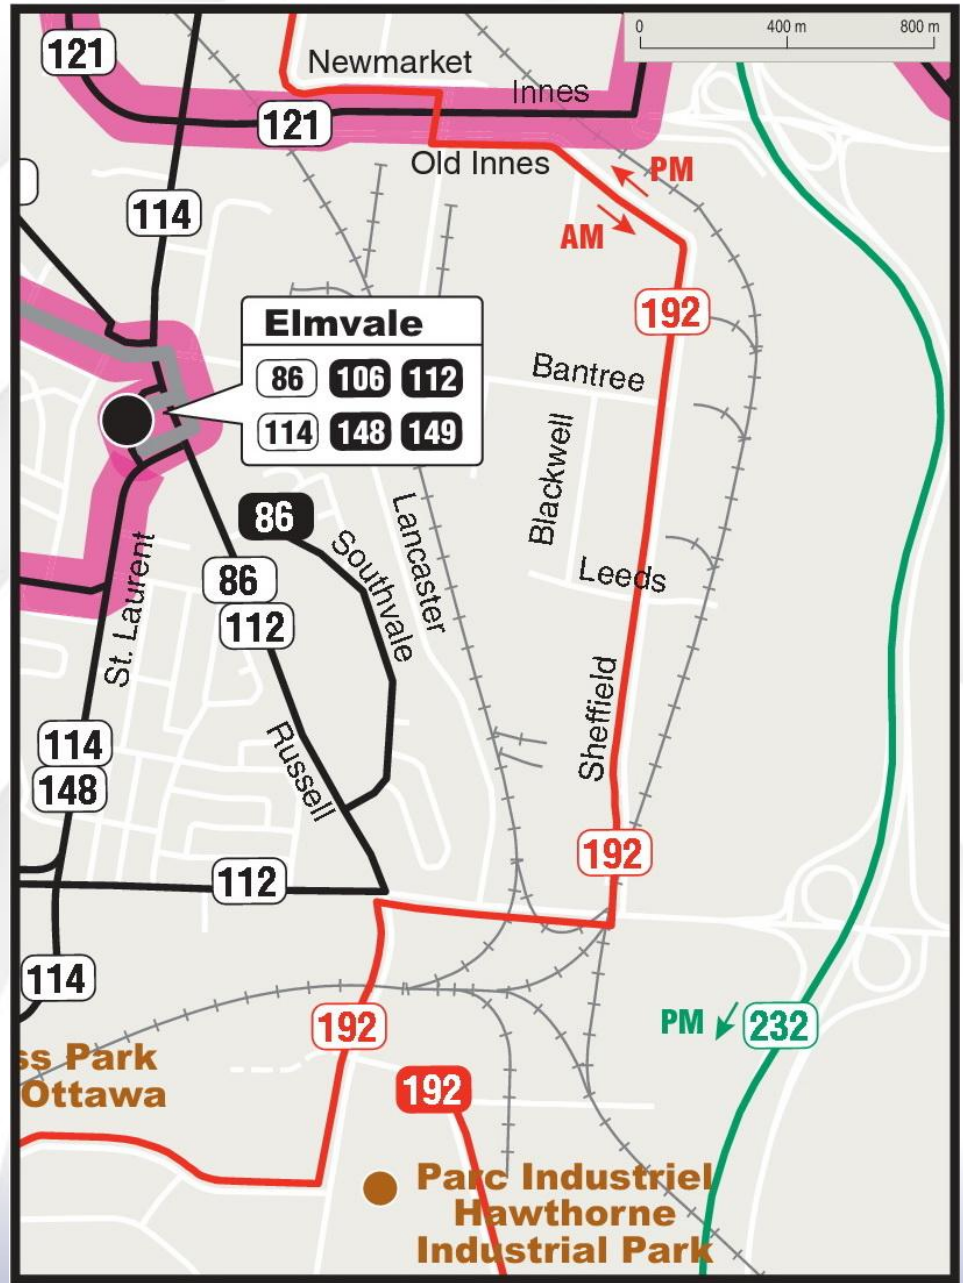 0 400 m 800 m
121
Newmarket
Innes
121
Old Innes
PM
114
AM
192
Elmvale
86 106 112
114 148 149
Bantree
Blackwell
86
Lancaster
Southvale
St. Laurent
86
Leeds
112
Sheffield
114
148
Russell
192
112
114
192
PM 232
ss Park
Ottawa
192
Parc Industriel
Hawthorne
Industrial Park